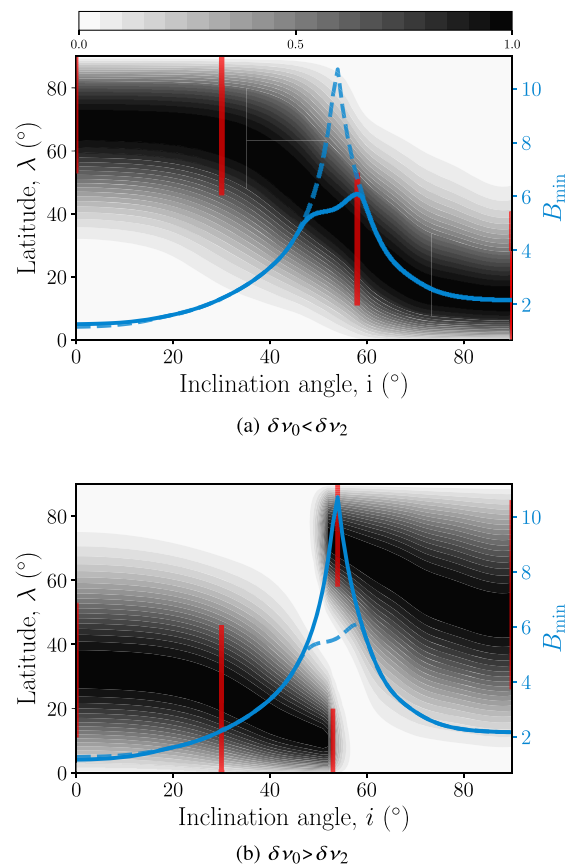 0.0 0.5 1.0
80 10
60 8
Latitude, λ (°) 6 B_min
40 4
20 2
0
0 20 40 60 80
Inclination angle, i (°)
(a) δν₀<δν₂
80 10
60 8
Latitude, λ (°) 6 B_min
40 4
20 2
0
0 20 40 60 80
Inclination angle, i (°)
(b) δν₀>δν₂